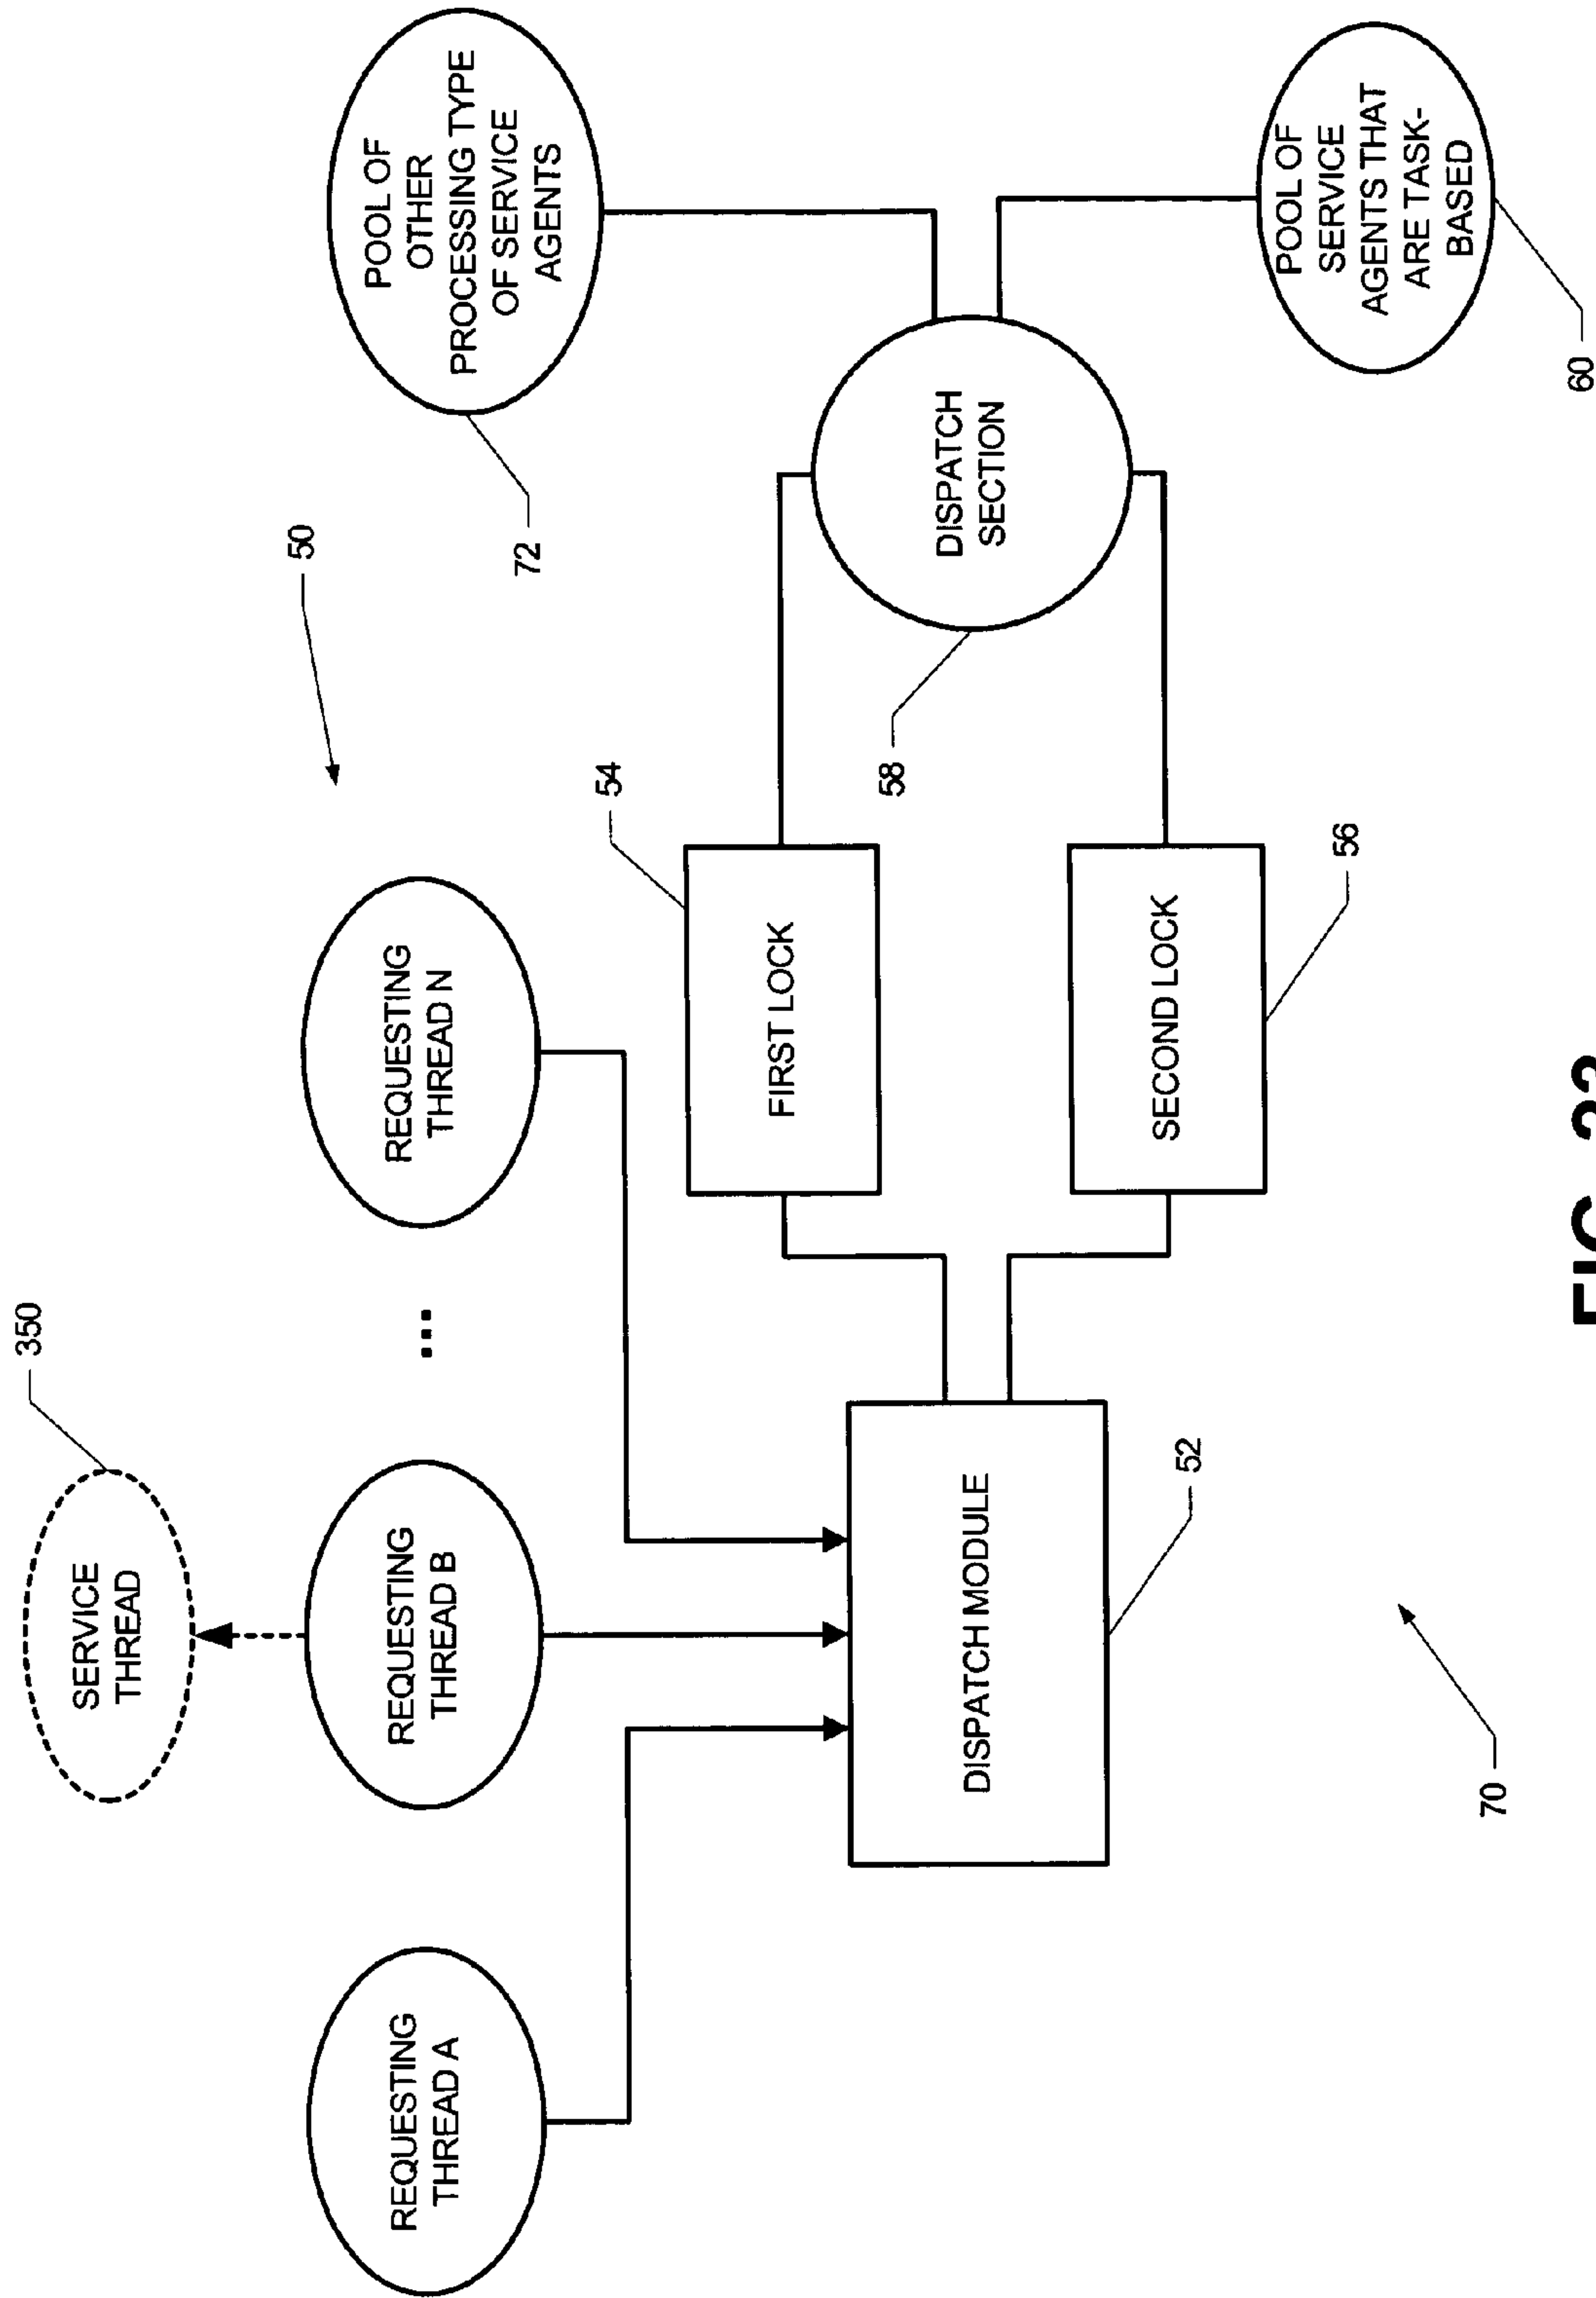 350
SERVICE
THREAD
50
REQUESTING
THREAD A
REQUESTING
THREAD B
...
REQUESTING
THREAD N
POOL OF
OTHER
PROCESSING TYPE
OF SERVICE
AGENTS
72
54
FIRST LOCK
58
DISPATCH MODULE
DISPATCH
SECTION
52
SECOND LOCK
56
POOL OF
SERVICE
AGENTS THAT
ARE TASK-
BASED
70
60
FIG